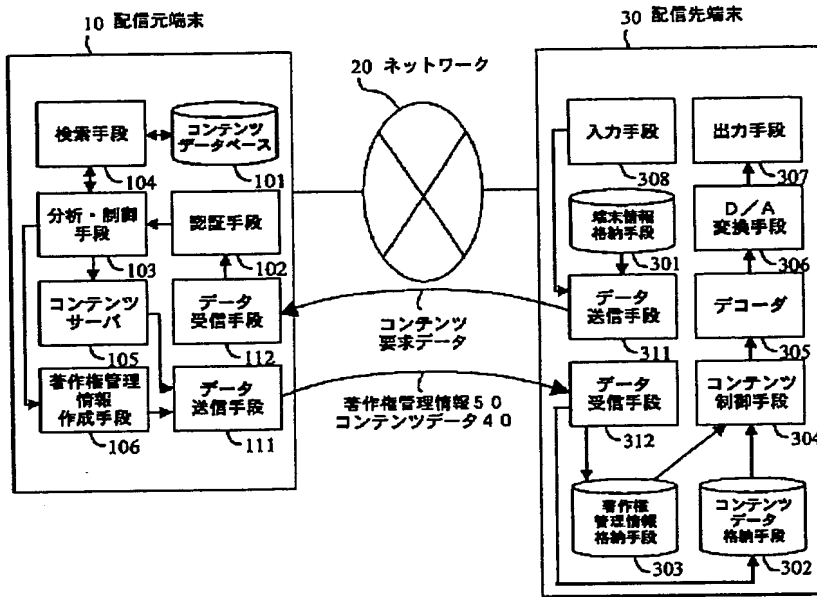 10 配信元端末
検索手段
104
コンテンツ
データベース
101
分析・制御
手段
103
認証手段
102
コンテンツ
サーバ
105
データ
受信手段
112
著作権管理
情報
作成手段
106
データ
送信手段
111
20 ネットワーク
コンテンツ
要求データ
著作権管理情報50
コンテンツデータ40
30 配信先端末
入力手段
308
出力手段
307
端末情報
格納手段
301
D/A
変換手段
306
データ
送信手段
311
デコーダ
305
データ
受信手段
312
コンテンツ
制御手段
304
著作権
管理情報
格納手段
303
コンテンツ
データ
格納手段
302